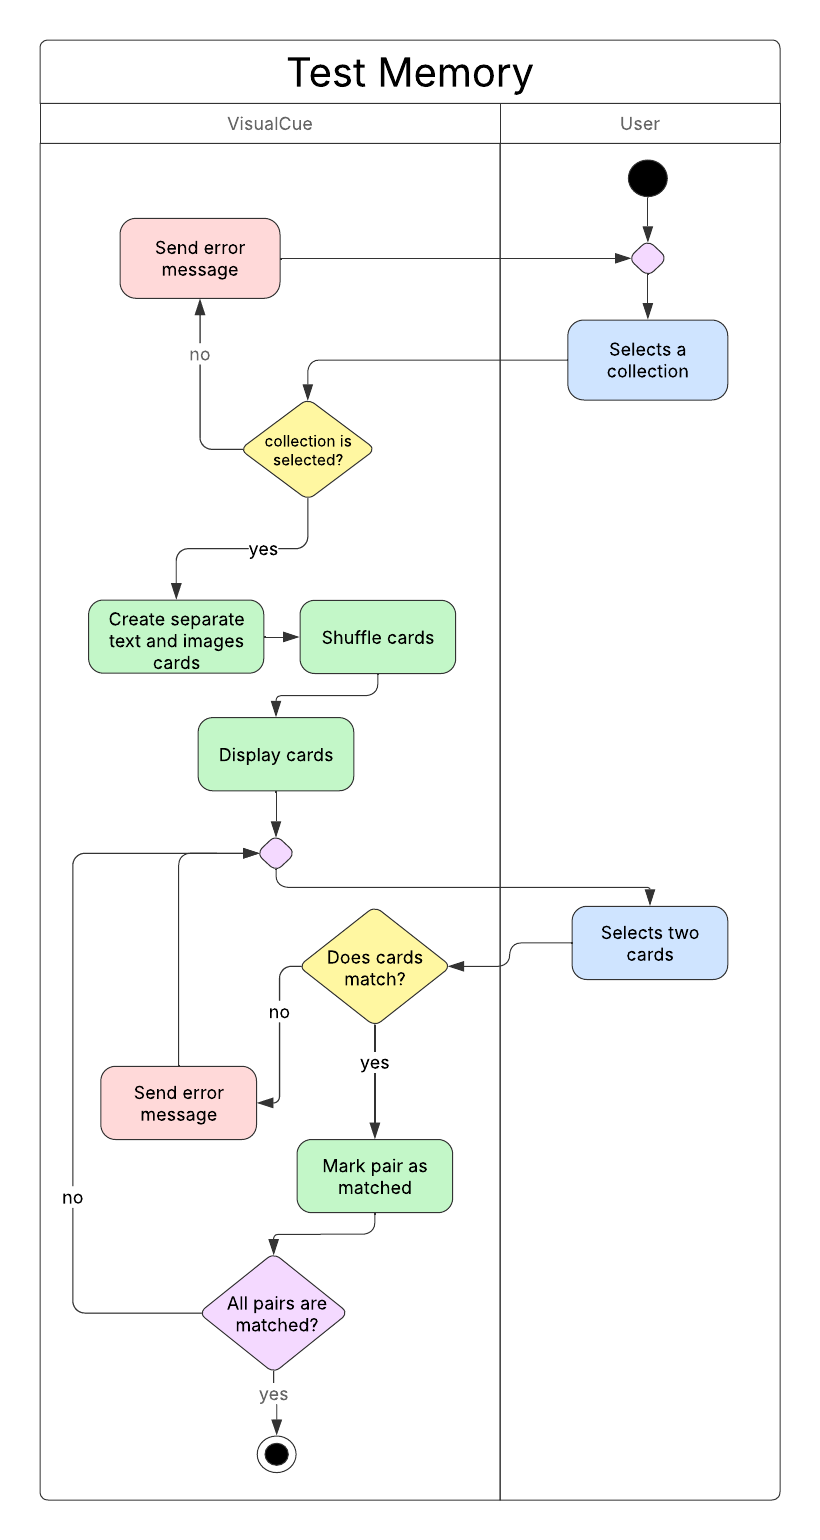 Test Memory
VisualCue
User
Send error
message
Selects a
collection
no
collection is
selected?
yes
Create separate
text and images
cards
Shuffle cards
Display cards
Selects two
cards
Does cards
match?
no
yes
Send error
message
Mark pair as
matched
no
All pairs are
matched?
yes